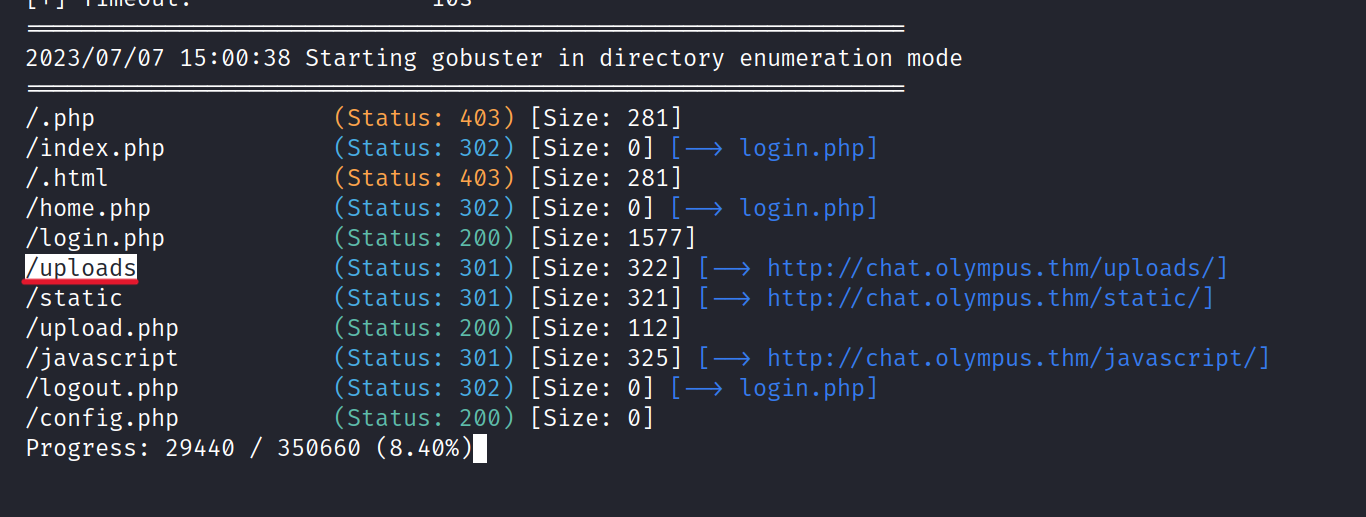 [+] Timeout: 10s
===============================================================
2023/07/07 15:00:38 Starting gobuster in directory enumeration mode
===============================================================
/.php (Status: 403) [Size: 281]
/index.php (Status: 302) [Size: 0] [--> login.php]
/.html (Status: 403) [Size: 281]
/home.php (Status: 302) [Size: 0] [--> login.php]
/login.php (Status: 200) [Size: 1577]
/uploads (Status: 301) [Size: 322] [--> http://chat.olympus.thm/uploads/]
/static (Status: 301) [Size: 321] [--> http://chat.olympus.thm/static/]
/upload.php (Status: 200) [Size: 112]
/javascript (Status: 301) [Size: 325] [--> http://chat.olympus.thm/javascript/]
/logout.php (Status: 302) [Size: 0] [--> login.php]
/config.php (Status: 200) [Size: 0]
Progress: 29440 / 350660 (8.40%)